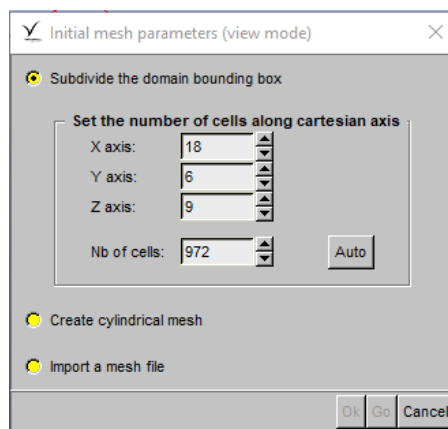 Initial mesh parameters (view mode)
Subdivide the domain bounding box
Set the number of cells along cartesian axis
X axis: 18
Y axis: 6
Z axis: 9
Nb of cells: 972 Auto
Create cylindrical mesh
Import a mesh file
Ok Go Cancel